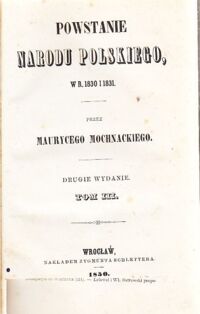 POWSTANIE
NARODU POLSKIEGO,
W R. 1830 I 1831.
PRZEZ
MAURYCEGO MOCHNACKIEGO.
DRUGIE WYDANIE.
TOM III.
WROCŁAW,
NAKŁADEM ZYGMUNTA SCHLETTERA.
1850.